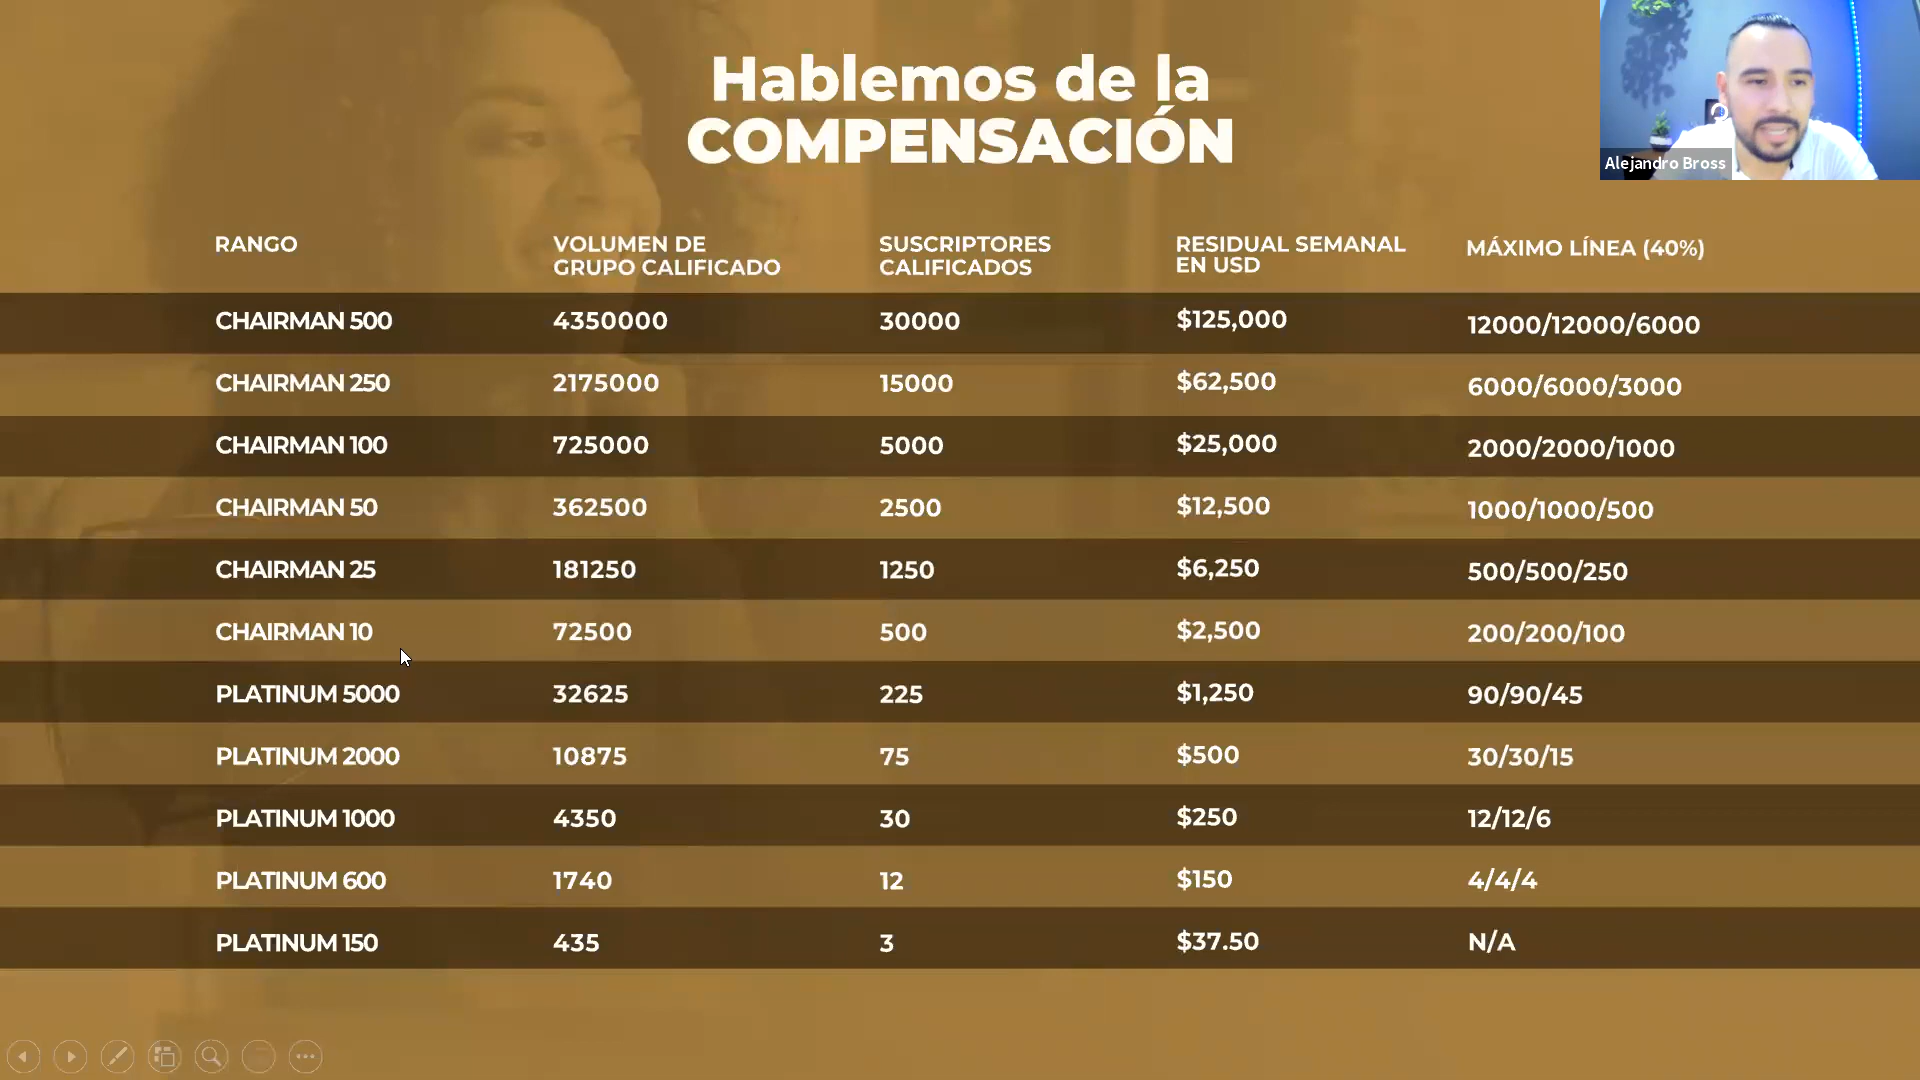 Hablemos de la
COMPENSACIÓN
Alejandro Bross
RANGO VOLUMEN DE GRUPO CALIFICADO SUSCRIPTORES CALIFICADOS RESIDUAL SEMANAL EN USD MÁXIMO LÍNEA (40%)
CHAIRMAN 500 4350000 30000 $125,000 12000/12000/6000
CHAIRMAN 250 2175000 15000 $62,500 6000/6000/3000
CHAIRMAN 100 725000 5000 $25,000 2000/2000/1000
CHAIRMAN 50 362500 2500 $12,500 1000/1000/500
CHAIRMAN 25 181250 1250 $6,250 500/500/250
CHAIRMAN 10 72500 500 $2,500 200/200/100
PLATINUM 5000 32625 225 $1,250 90/90/45
PLATINUM 2000 10875 75 $500 30/30/15
PLATINUM 1000 4350 30 $250 12/12/6
PLATINUM 600 1740 12 $150 4/4/4
PLATINUM 150 435 3 $37.50 N/A